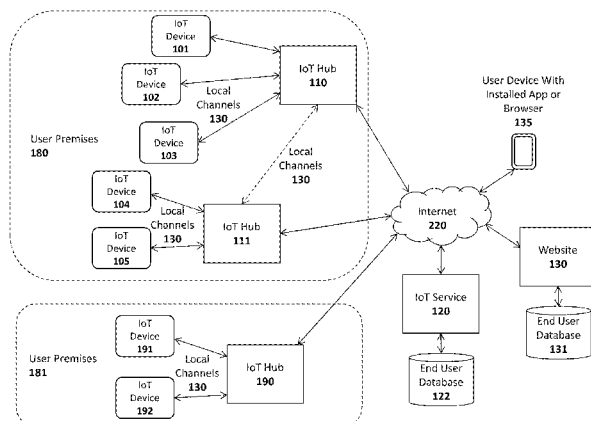 IoT
Device
101
IoT
Device
102
IoT
Device
103
Local
Channels
130
IoT Hub
110
User Premises
180
Local
Channels
130
IoT
Device
104
IoT
Device
105
Local
Channels
130
IoT Hub
111
User Device With
Installed App or
Browser
135
Internet
220
Website
130
End User
Database
131
IoT Service
120
End User
Database
122
User Premises
181
IoT
Device
191
IoT
Device
192
Local
Channels
130
IoT Hub
190